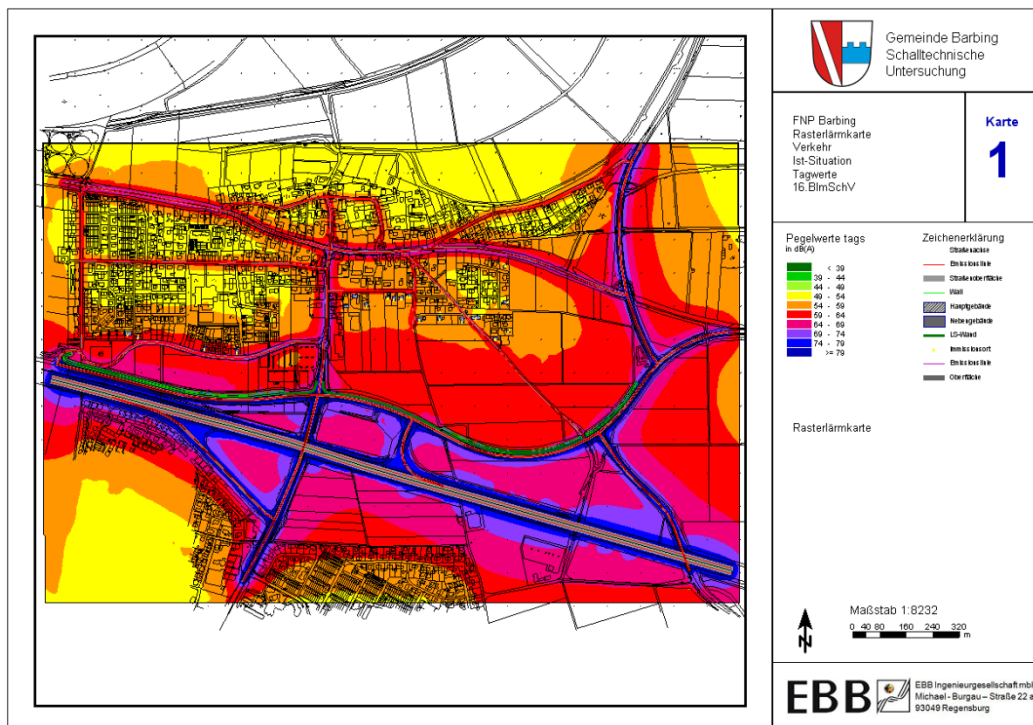 Gemeinde Barbing
Schalltechnische
Untersuchung
FNP Barbing
Rasterlärmkarte
Verkehr
Ist-Situation
Tagwerte
16.BImSchV
Karte
1
Pegelwerte tags
in dB(A)
< 39
39 - 44
44 - 49
49 - 54
54 - 59
59 - 64
64 - 69
69 - 74
74 - 79
>= 79
Zeichenerklärung
Straßenachse
Emissionslinie
Straßenoberfläche
Wall
Hauptgebäude
Nebengebäude
LS-Wand
Immissionsort
Emissionslinie
Oberfläche
Rasterlärmkarte
N
Maßstab 1:8232
0 40 80 160 240 320
m
EBB
EBB Ingenieurgesellschaft mbH
Michael - Burgau – Straße 22 a
93049 Regensburg